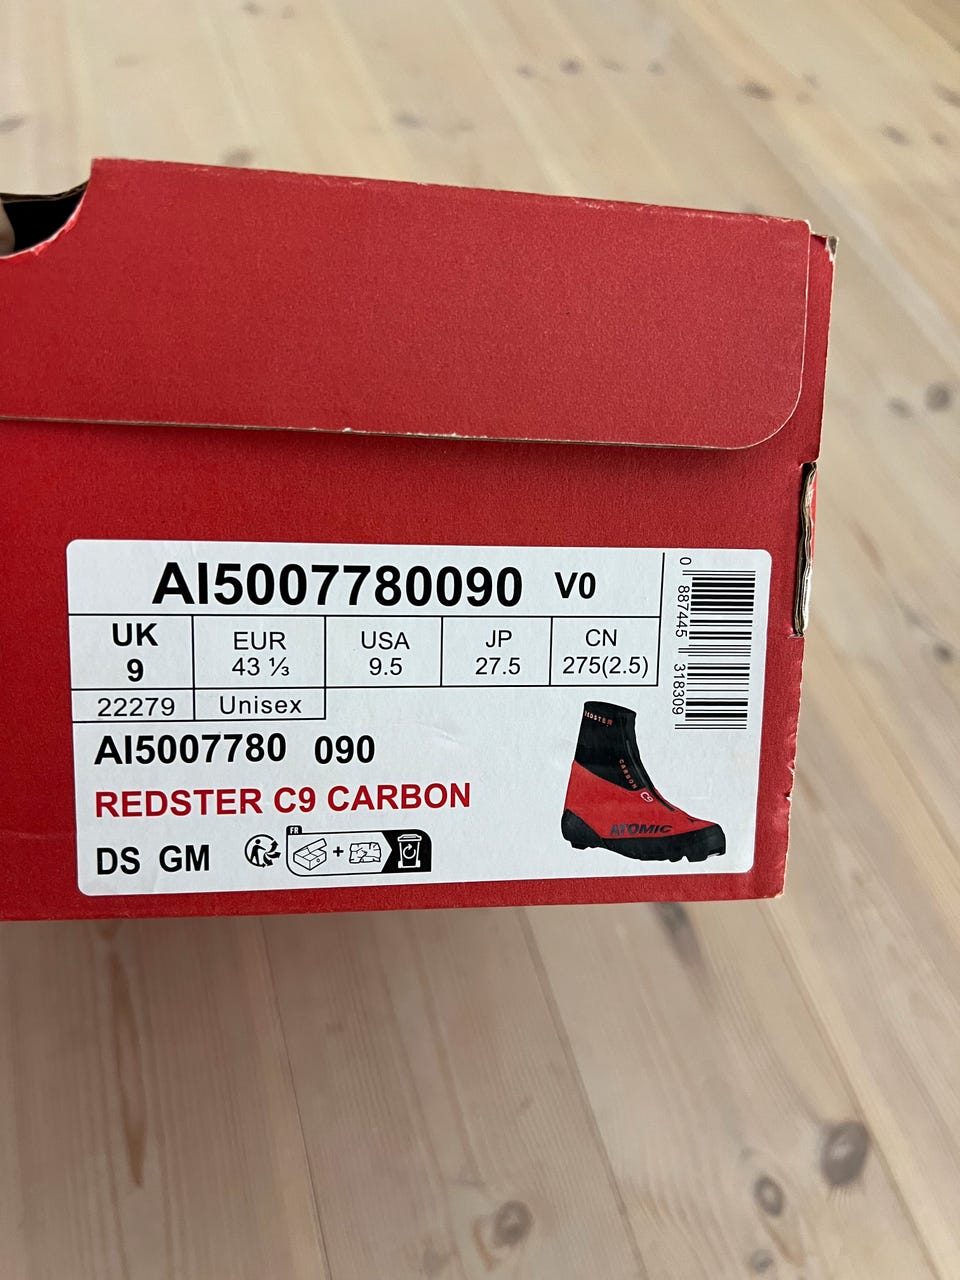 AI5007780090 V0
UK EUR USA JP CN
9 43 ⅓ 9.5 27.5 275(2.5)
22279 Unisex
AI5007780 090
REDSTER C9 CARBON
DS GM
FR
+
0 887445 318309
REDSTER
CARBON
C9
ATOMIC